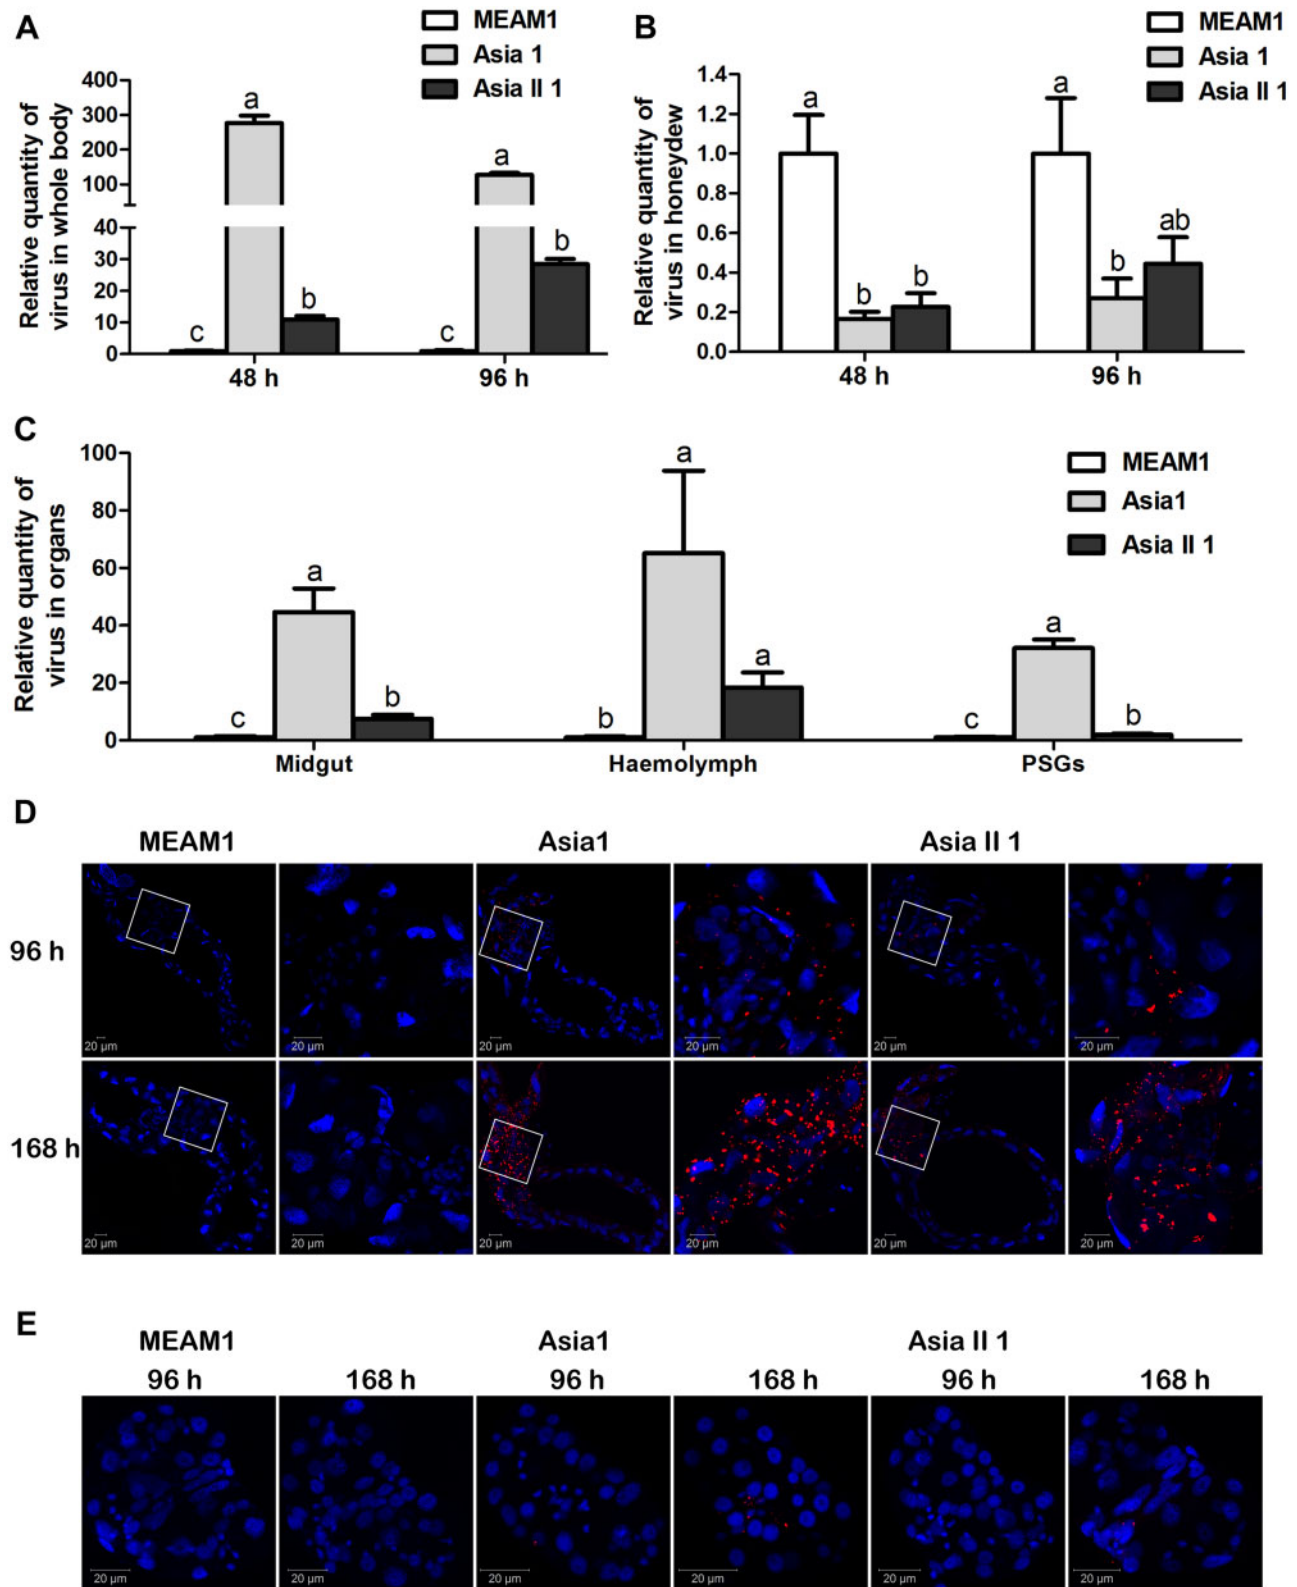 A
MEAM1
Asia 1
Asia II 1
Relative quantity of
virus in whole body
400
300
200
100
40
30
20
10
0
c
a
b
c
a
b
48 h
96 h
B
MEAM1
Asia 1
Asia II 1
Relative quantity of
virus in honeydew
1.4
1.2
1.0
0.8
0.6
0.4
0.2
0.0
a
b
b
a
b
ab
48 h
96 h
C
MEAM1
Asia1
Asia II 1
Relative quantity of
virus in organs
100
80
60
40
20
0
c
a
b
b
a
a
c
a
b
Midgut
Haemolymph
PSGs
D
MEAM1
Asia1
Asia II 1
96 h
20 µm
20 µm
20 µm
20 µm
20 µm
20 µm
168 h
20 µm
20 µm
20 µm
20 µm
20 µm
20 µm
E
MEAM1
Asia1
Asia II 1
96 h
168 h
96 h
168 h
96 h
168 h
20 µm
20 µm
20 µm
20 µm
20 µm
20 µm